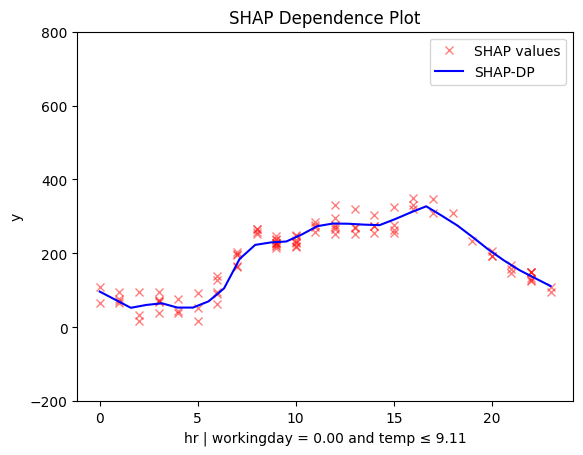 SHAP Dependence Plot
800
600
400
200
0
−200
y
SHAP values
SHAP-DP
0
5
10
15
20
hr | workingday = 0.00 and temp ≤ 9.11